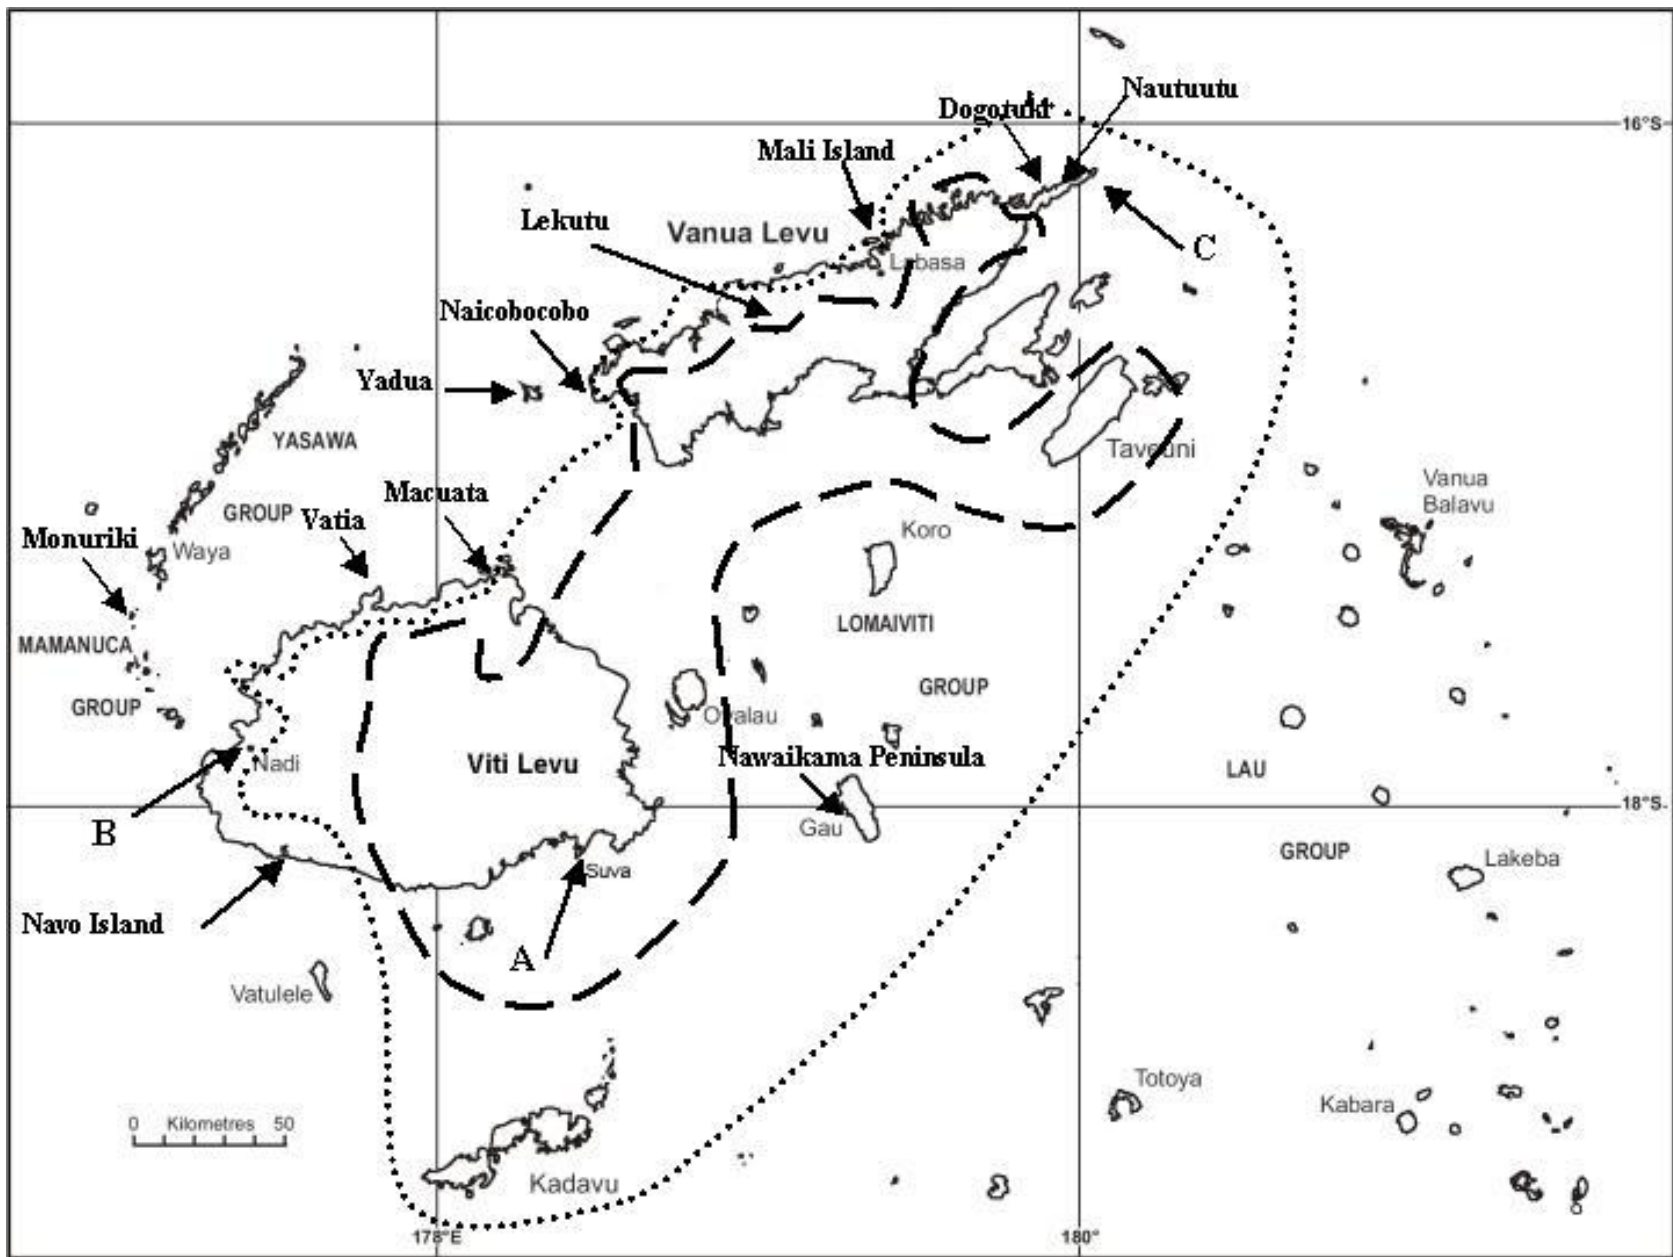 Nautuutu
Dogotuki
16°S
Mali Island
Lekutu
Vanua Levu
C
Labasa
Naicobocobo
Yadua
YASAWA
Taveuni
Vanua
Balavu
Macuata
GROUP
Vatia
Koro
Monuriki
Waya
LOMAIVITI
MAMANUCA
GROUP
GROUP
Ovalau
Nawaikama Peninsula
Viti Levu
Nadi
LAU
18°S
B
Gau
GROUP
Lakeba
Suva
Navo Island
A
Vatulele
Totoya
Kabara
0 Kilometres 50
Kadavu
178°E
180°